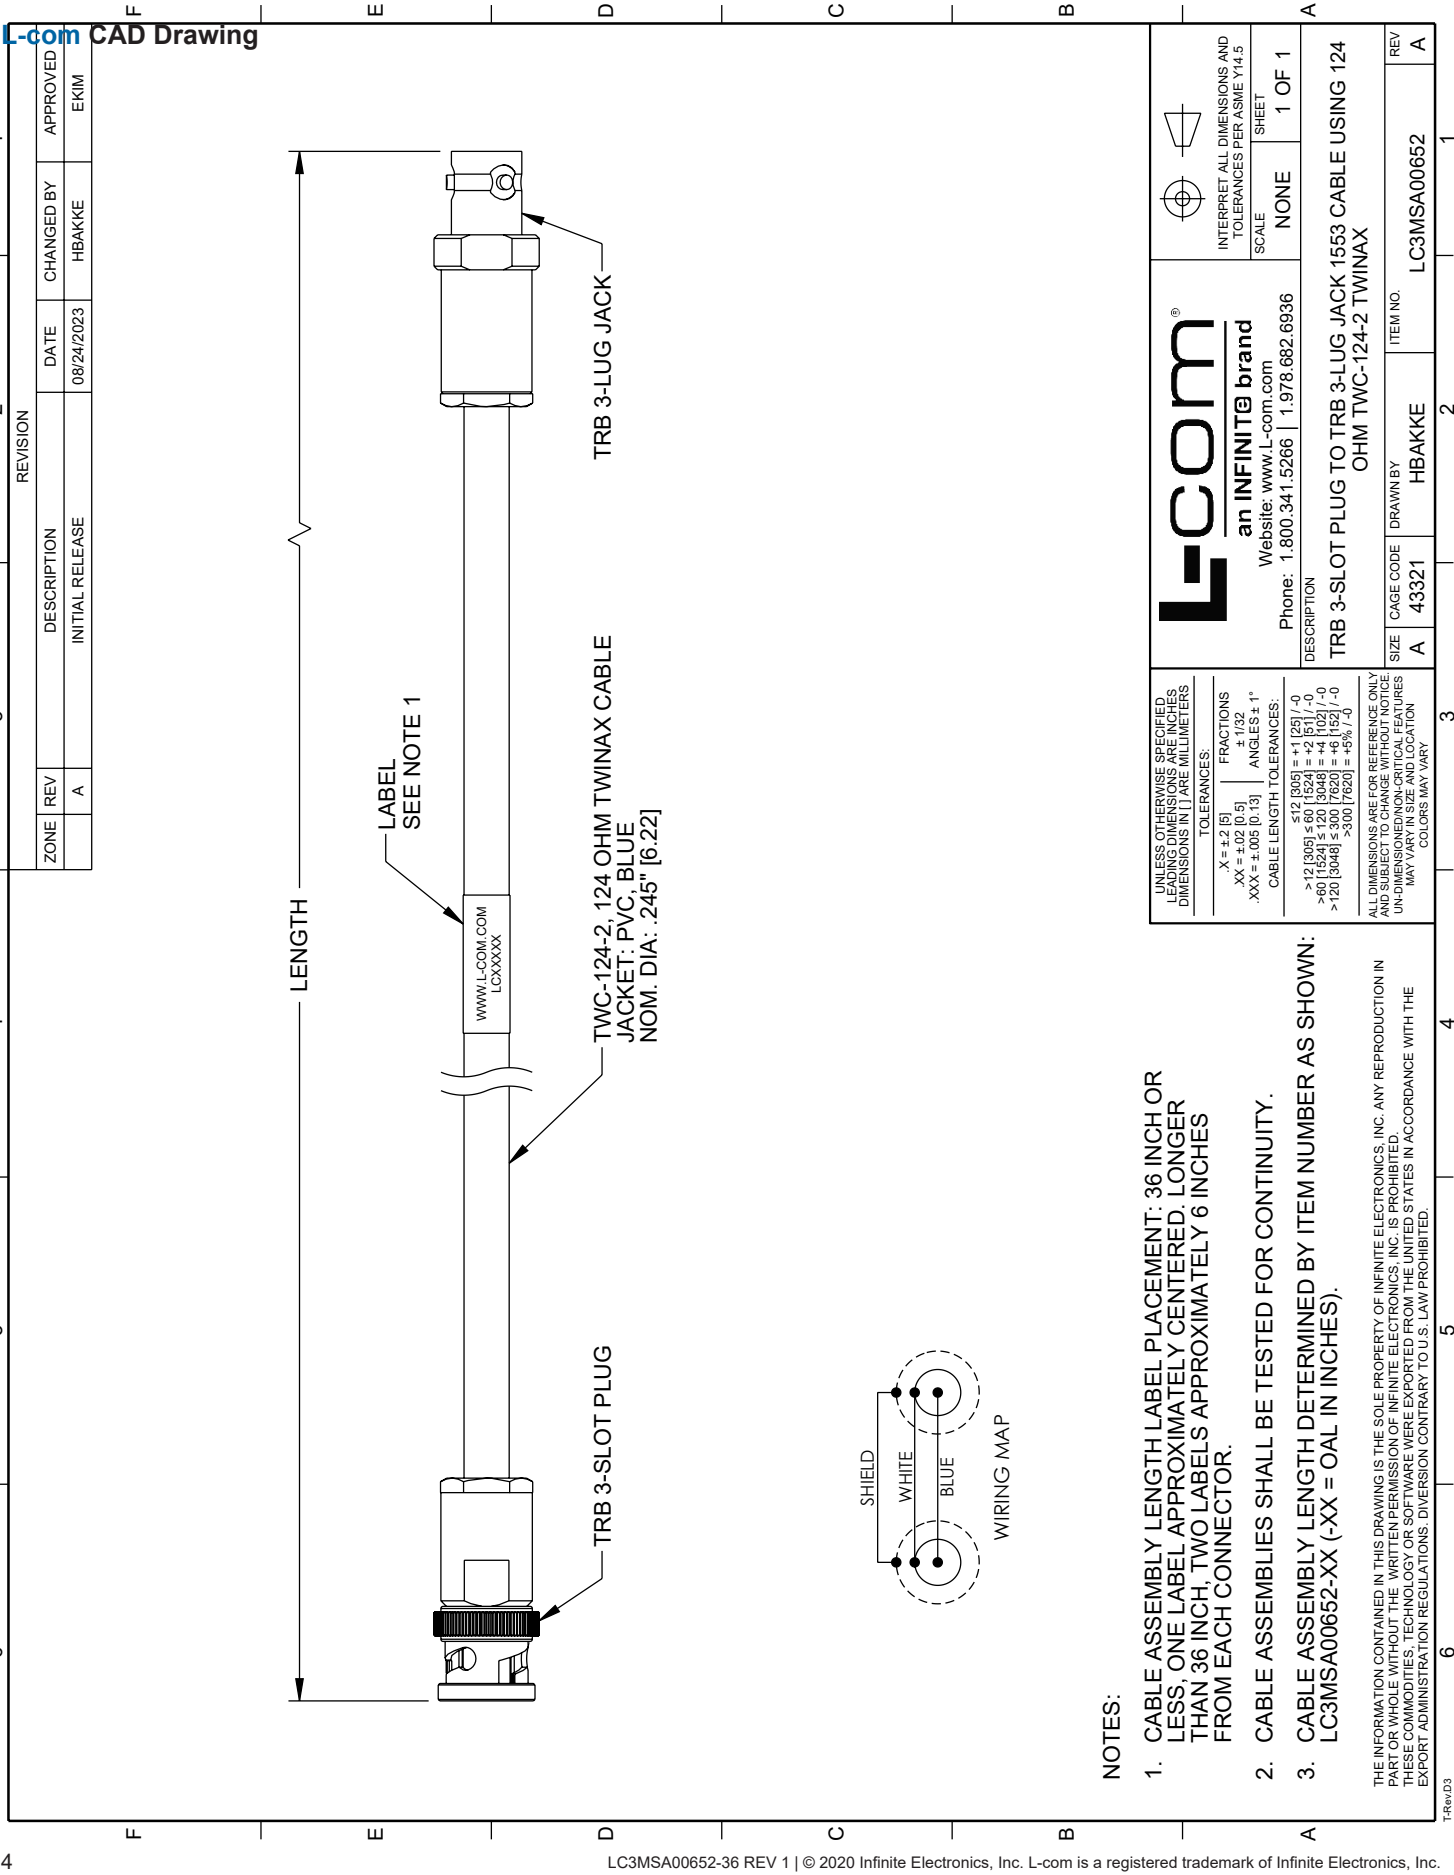 L-com CAD Drawing
REVISION
ZONE REV DESCRIPTION DATE CHANGED BY APPROVED
A INITIAL RELEASE 08/24/2023 HBAKKE EKIM
F E D C B A
LENGTH
LABEL
SEE NOTE 1
WWW.L-COM.COM
LCXXXXX
TRB 3-SLOT PLUG
TWC-124-2, 124 OHM TWINAX CABLE
JACKET: PVC, BLUE
NOM. DIA: .245" [6.22]
TRB 3-LUG JACK
SHIELD
WHITE
BLUE
WIRING MAP
NOTES:
1. CABLE ASSEMBLY LENGTH LABEL PLACEMENT: 36 INCH OR
LESS, ONE LABEL APPROXIMATELY CENTERED. LONGER
THAN 36 INCH, TWO LABELS APPROXIMATELY 6 INCHES
FROM EACH CONNECTOR.
2. CABLE ASSEMBLIES SHALL BE TESTED FOR CONTINUITY.
3. CABLE ASSEMBLY LENGTH DETERMINED BY ITEM NUMBER AS SHOWN:
LC3MSA00652-XX (-XX = OAL IN INCHES).
THE INFORMATION CONTAINED IN THIS DRAWING IS THE SOLE PROPERTY OF INFINITE ELECTRONICS, INC. ANY REPRODUCTION IN
PART OR WHOLE WITHOUT THE WRITTEN PERMISSION OF INFINITE ELECTRONICS, INC. IS PROHIBITED.
THESE COMMODITIES, TECHNOLOGY OR SOFTWARE WERE EXPORTED FROM THE UNITED STATES IN ACCORDANCE WITH THE
EXPORT ADMINISTRATION REGULATIONS. DIVERSION CONTRARY TO U.S. LAW PROHIBITED.
UNLESS OTHERWISE SPECIFIED
LEADING DIMENSIONS ARE INCHES
DIMENSIONS IN [ ] ARE MILLIMETERS
TOLERANCES:
.X = ±.2 [5] FRACTIONS
.XX = ±.02 [0.5] ± 1/32
.XXX = ±.005 [0.13] ANGLES ± 1°
CABLE LENGTH TOLERANCES:
≤12 [305] = +1 [25] / -0
>12 [305] ≤ 60 [1524] = +2 [51] / -0
>60 [1524] ≤ 120 [3048] = +4 [102] / -0
>120 [3048] ≤ 300 [7620] = +6 [152] / -0
>300 [7620] = +5% / -0
ALL DIMENSIONS ARE FOR REFERENCE ONLY
AND SUBJECT TO CHANGE WITHOUT NOTICE.
UN-DIMENSIONED/NON-CRITICAL FEATURES
MAY VARY IN SIZE AND LOCATION
COLORS MAY VARY
L-com®
an INFINITe brand
Website: www.L-com.com
Phone: 1.800.341.5266 | 1.978.682.6936
INTERPRET ALL DIMENSIONS AND
TOLERANCES PER ASME Y14.5
SCALE SHEET
NONE 1 OF 1
DESCRIPTION
TRB 3-SLOT PLUG TO TRB 3-LUG JACK 1553 CABLE USING 124
OHM TWC-124-2 TWINAX
SIZE CAGE CODE DRAWN BY ITEM NO. REV
A 43321 HBAKKE LC3MSA00652 A
6 5 4 3 2 1
T-Rev.D3
F E D C B A
4
LC3MSA00652-36 REV 1 | © 2020 Infinite Electronics, Inc. L-com is a registered trademark of Infinite Electronics, Inc.